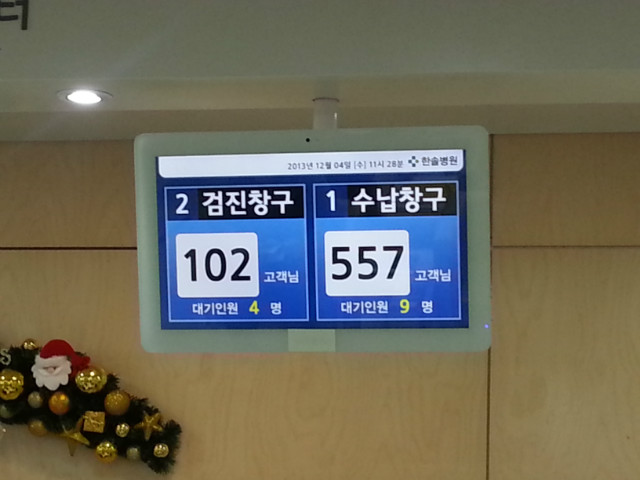 터
2013년 12월 04일 [수] 11시 28분 한솔병원
2 검진창구
102 고객님
대기인원 4 명
1 수납창구
557 고객님
대기인원 9 명
S